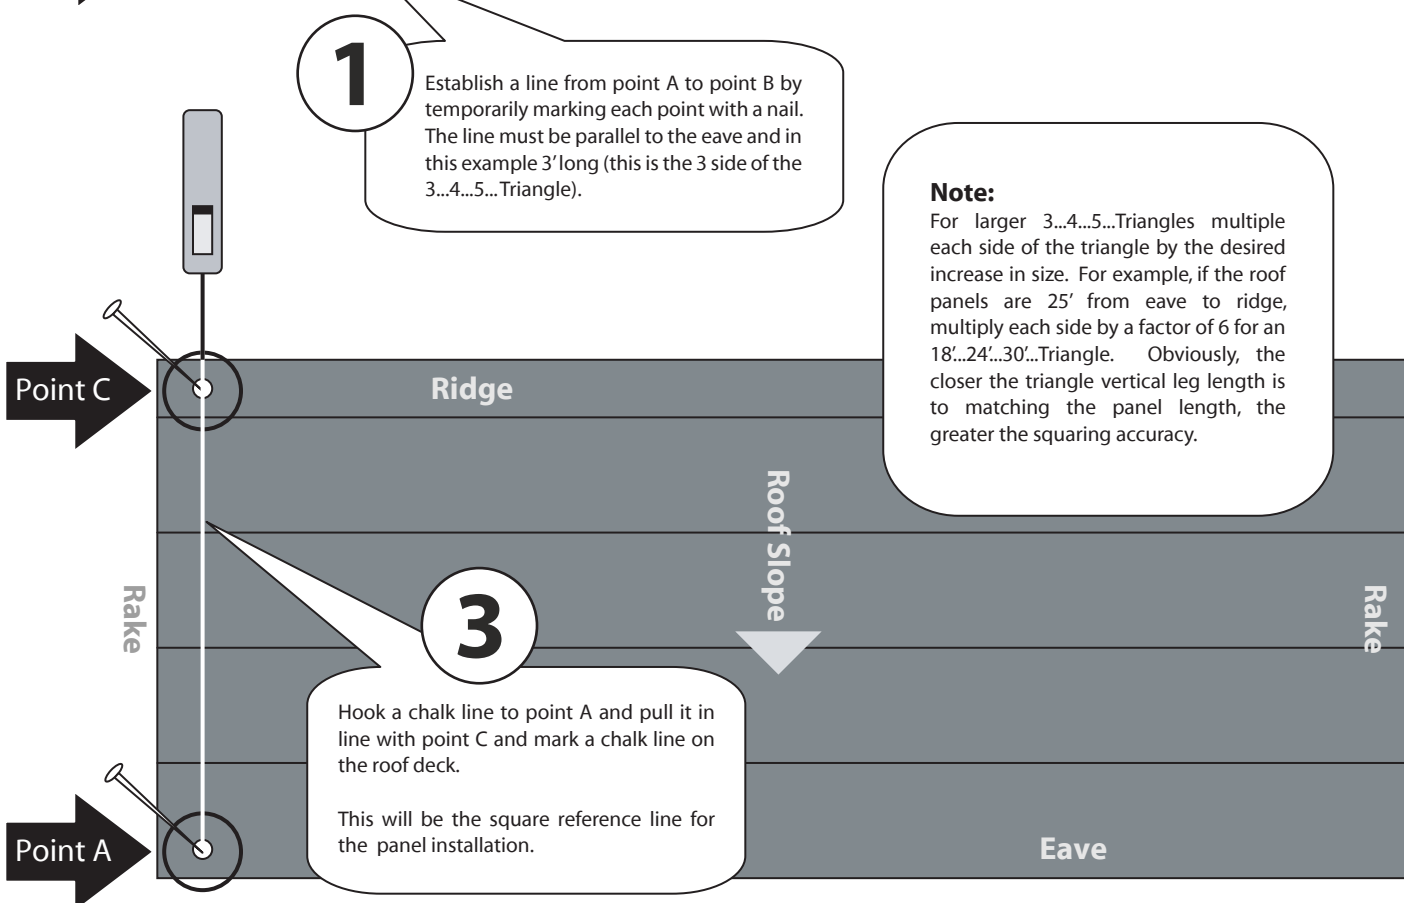 1
Establish a line from point A to point B by
temporarily marking each point with a nail.
The line must be parallel to the eave and in
this example 3' long (this is the 3 side of the
3...4...5... Triangle).
Note:
For larger 3...4...5...Triangles multiple
each side of the triangle by the desired
increase in size. For example, if the roof
panels are 25' from eave to ridge,
multiply each side by a factor of 6 for an
18'...24'...30'...Triangle. Obviously, the
closer the triangle vertical leg length is
to matching the panel length, the
greater the squaring accuracy.
Point C
Ridge
Roof Slope
Rake
Rake
3
Hook a chalk line to point A and pull it in
line with point C and mark a chalk line on
the roof deck.
This will be the square reference line for
the panel installation.
Point A
Eave